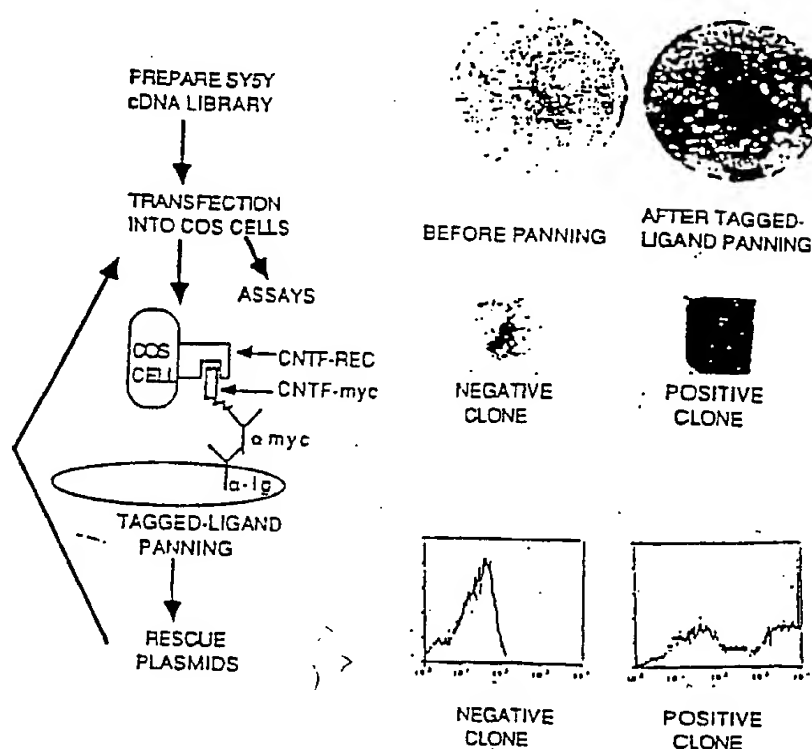 PREPARE SY5Y
cDNA LIBRARY
TRANSFECTION
INTO COS CELLS
ASSAYS
COS
CELL
CNTF-REC
CNTF-myc
α myc
α-Ig
TAGGED-LIGAND
PANNING
RESCUE
PLASMIDS
BEFORE PANNING
AFTER TAGGED-
LIGAND PANNING
NEGATIVE
CLONE
POSITIVE
CLONE
NEGATIVE
CLONE
POSITIVE
CLONE